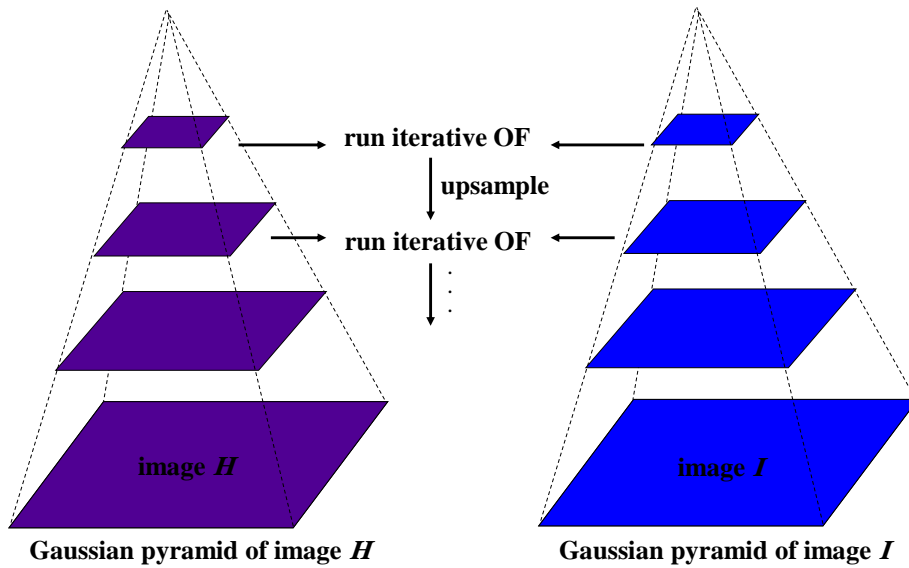 run iterative OF
upsample
run iterative OF
image H
image I
Gaussian pyramid of image H
Gaussian pyramid of image I